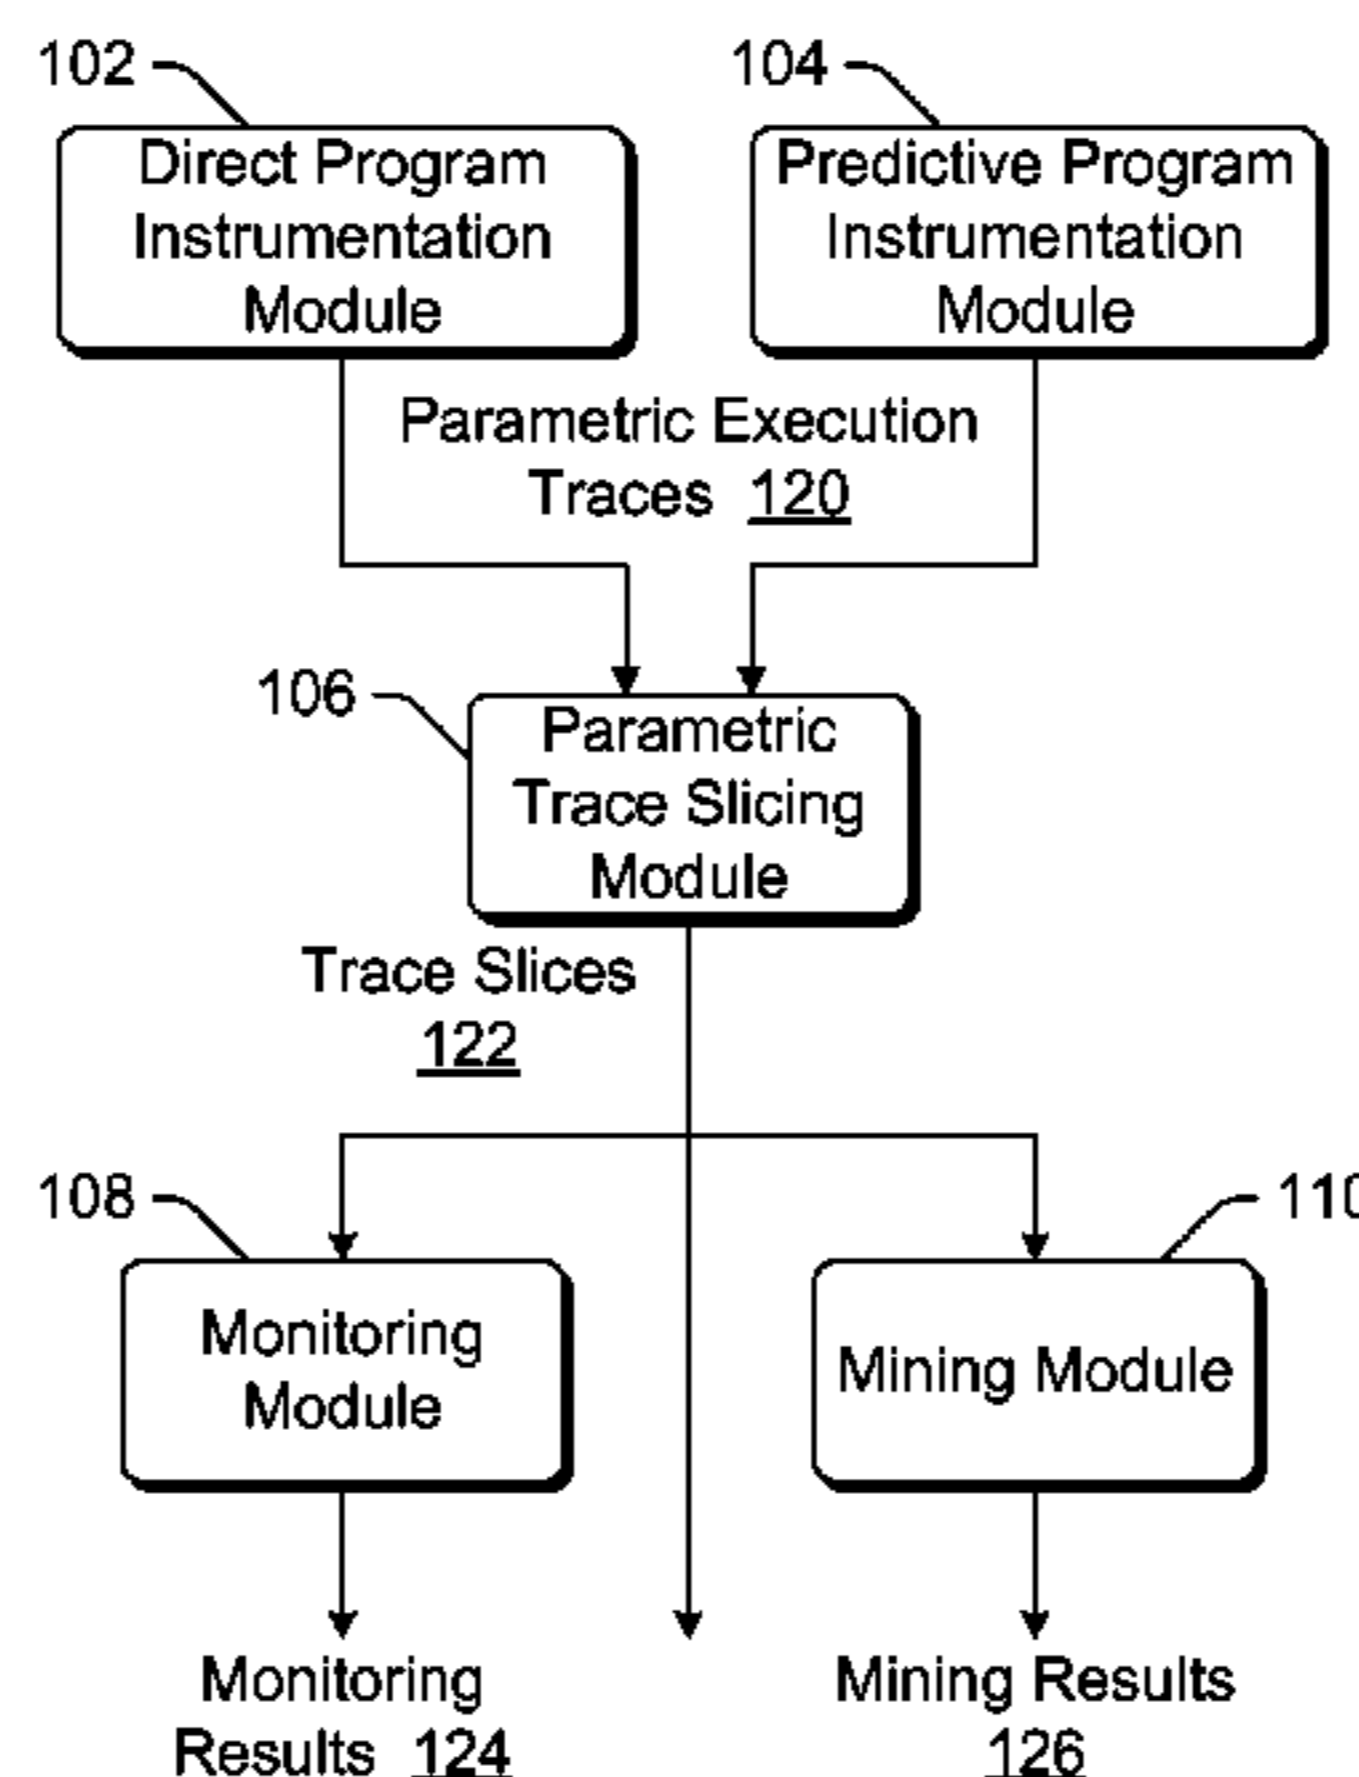 102
104
Direct Program
Instrumentation
Module
Predictive Program
Instrumentation
Module
Parametric Execution
Traces 120
106
Parametric
Trace Slicing
Module
Trace Slices
122
108
110
Monitoring
Module
Mining Module
Monitoring
Results 124
Mining Results
126